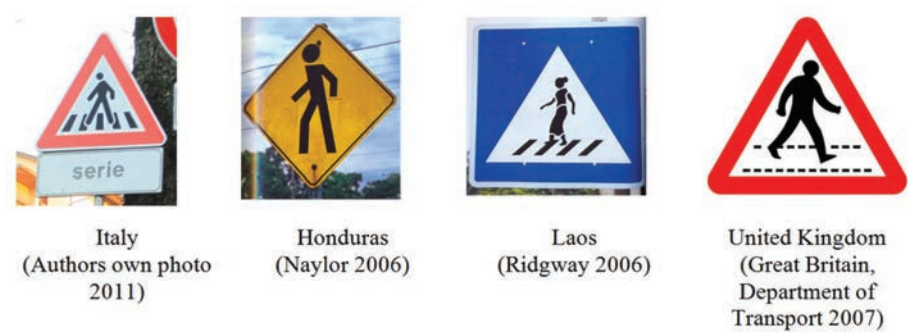 serie
Italy
(Authors own photo
2011)
Honduras
(Naylor 2006)
Laos
(Ridgway 2006)
United Kingdom
(Great Britain,
Department of
Transport 2007)